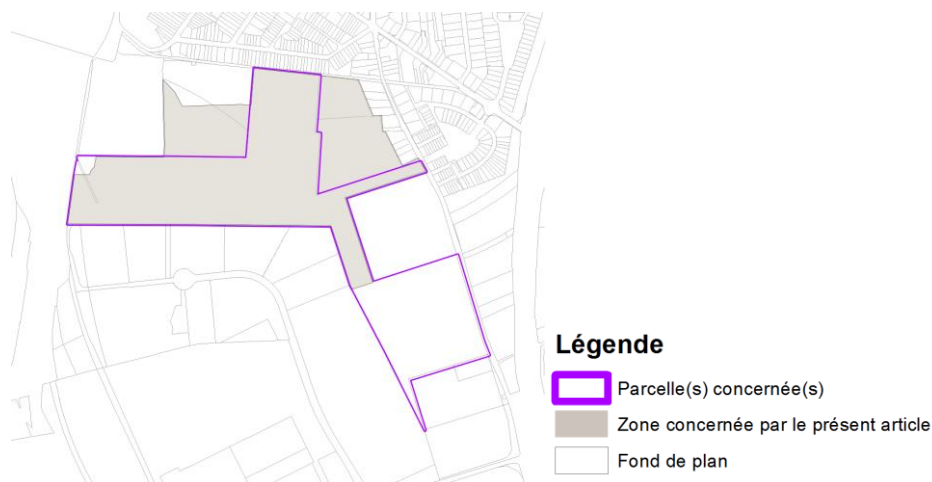 Légende
Parcelle(s) concernée(s)
Zone concernée par le présent article
Fond de plan